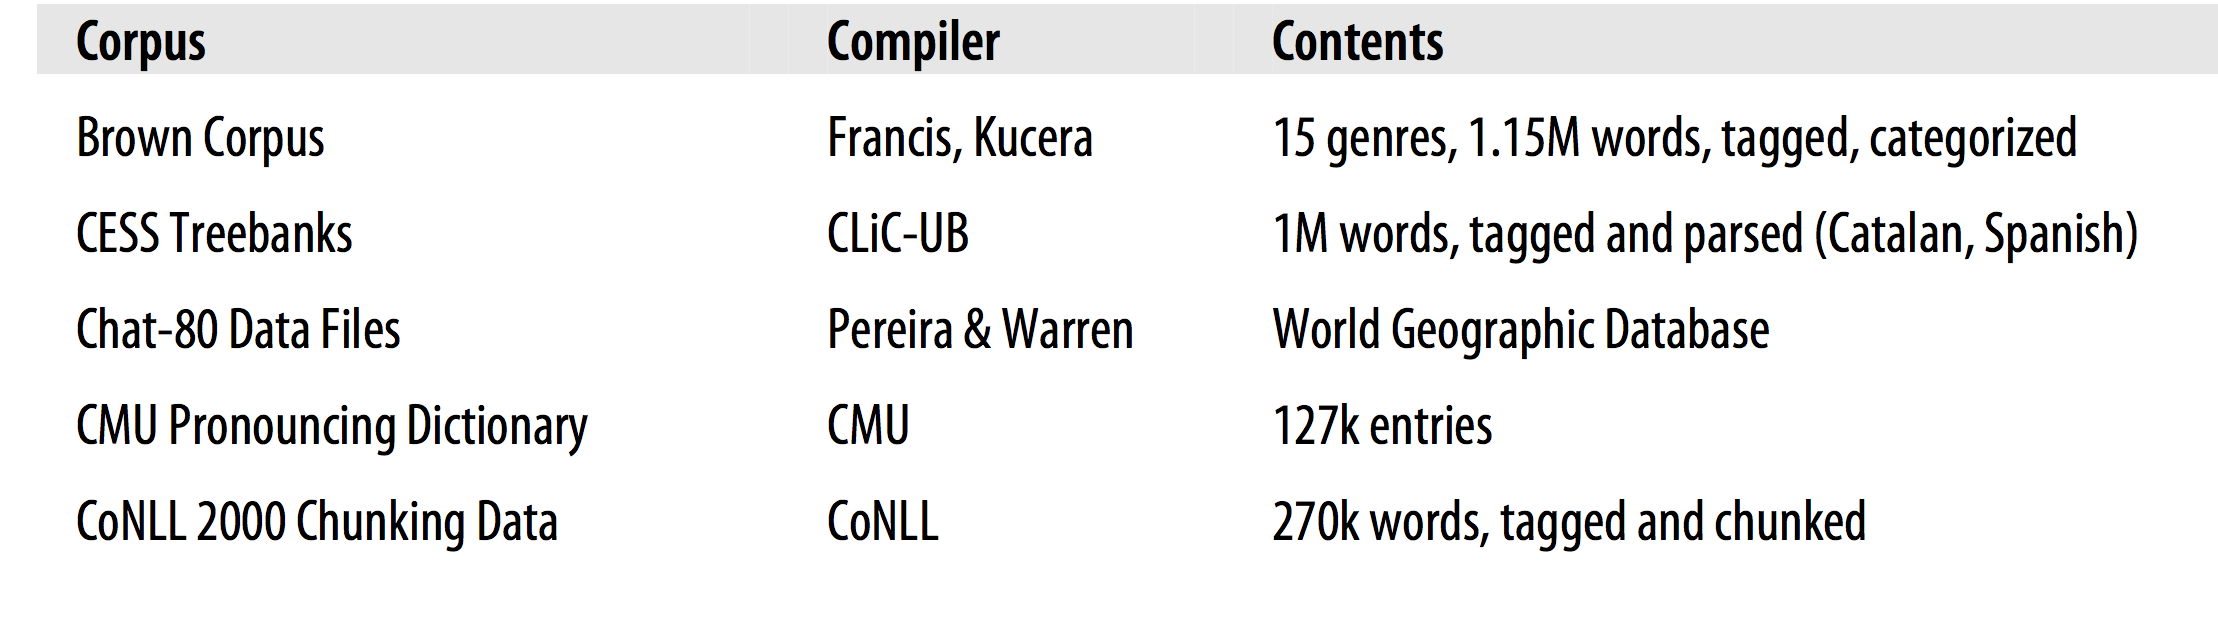 Corpus Compiler Contents
Brown Corpus Francis, Kucera 15 genres, 1.15M words, tagged, categorized
CESS Treebanks CLiC-UB 1M words, tagged and parsed (Catalan, Spanish)
Chat-80 Data Files Pereira & Warren World Geographic Database
CMU Pronouncing Dictionary CMU 127k entries
CoNLL 2000 Chunking Data CoNLL 270k words, tagged and chunked